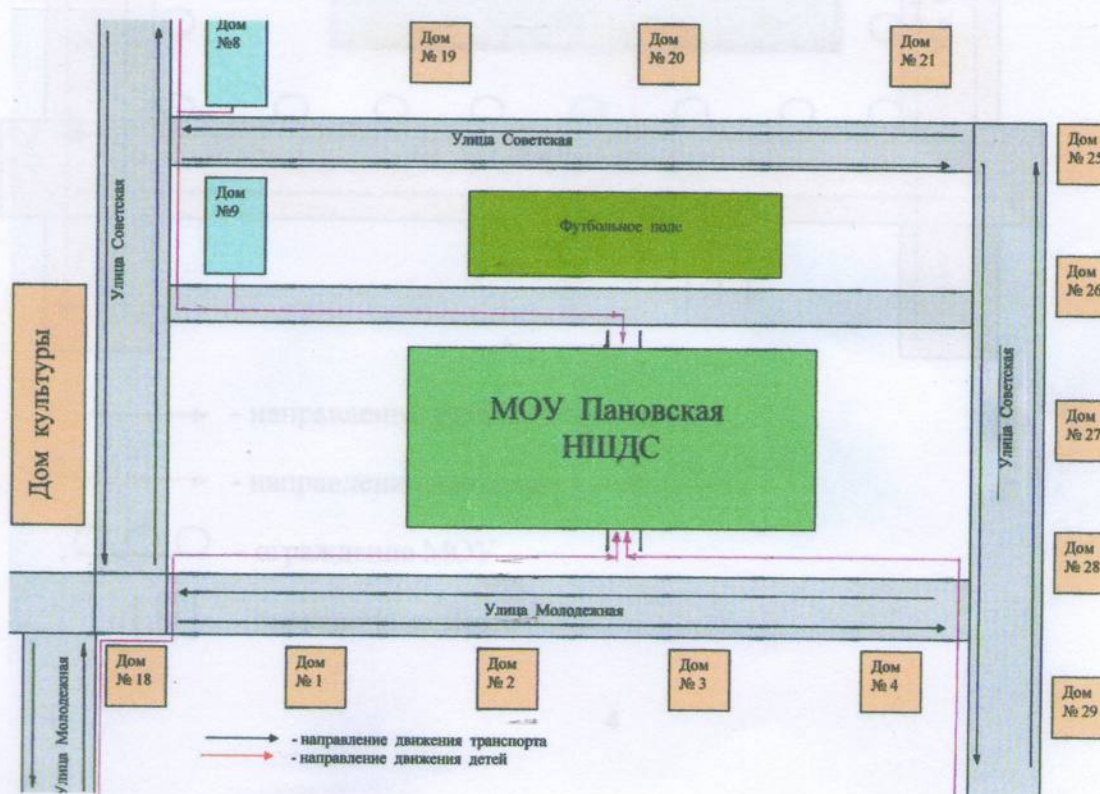 Дом
№8
Дом
№ 19
Дом
№ 20
Дом
№ 21
Улица Советская
Дом
№ 25
Улица Советская
Дом
№9
Футбольное поле
Дом
№ 26
Дом культуры
МОУ Пановская
НШДС
Улица Советская
Дом
№ 27
- направление
- направление
- ограждение МОУ
Дом
№ 28
Улица Молодежная
Дом
№ 18
Дом
№ 1
Дом
№ 2
Дом
№ 3
Дом
№ 4
Дом
№ 29
Улица Молодежная
- направление движения транспорта
- направление движения детей